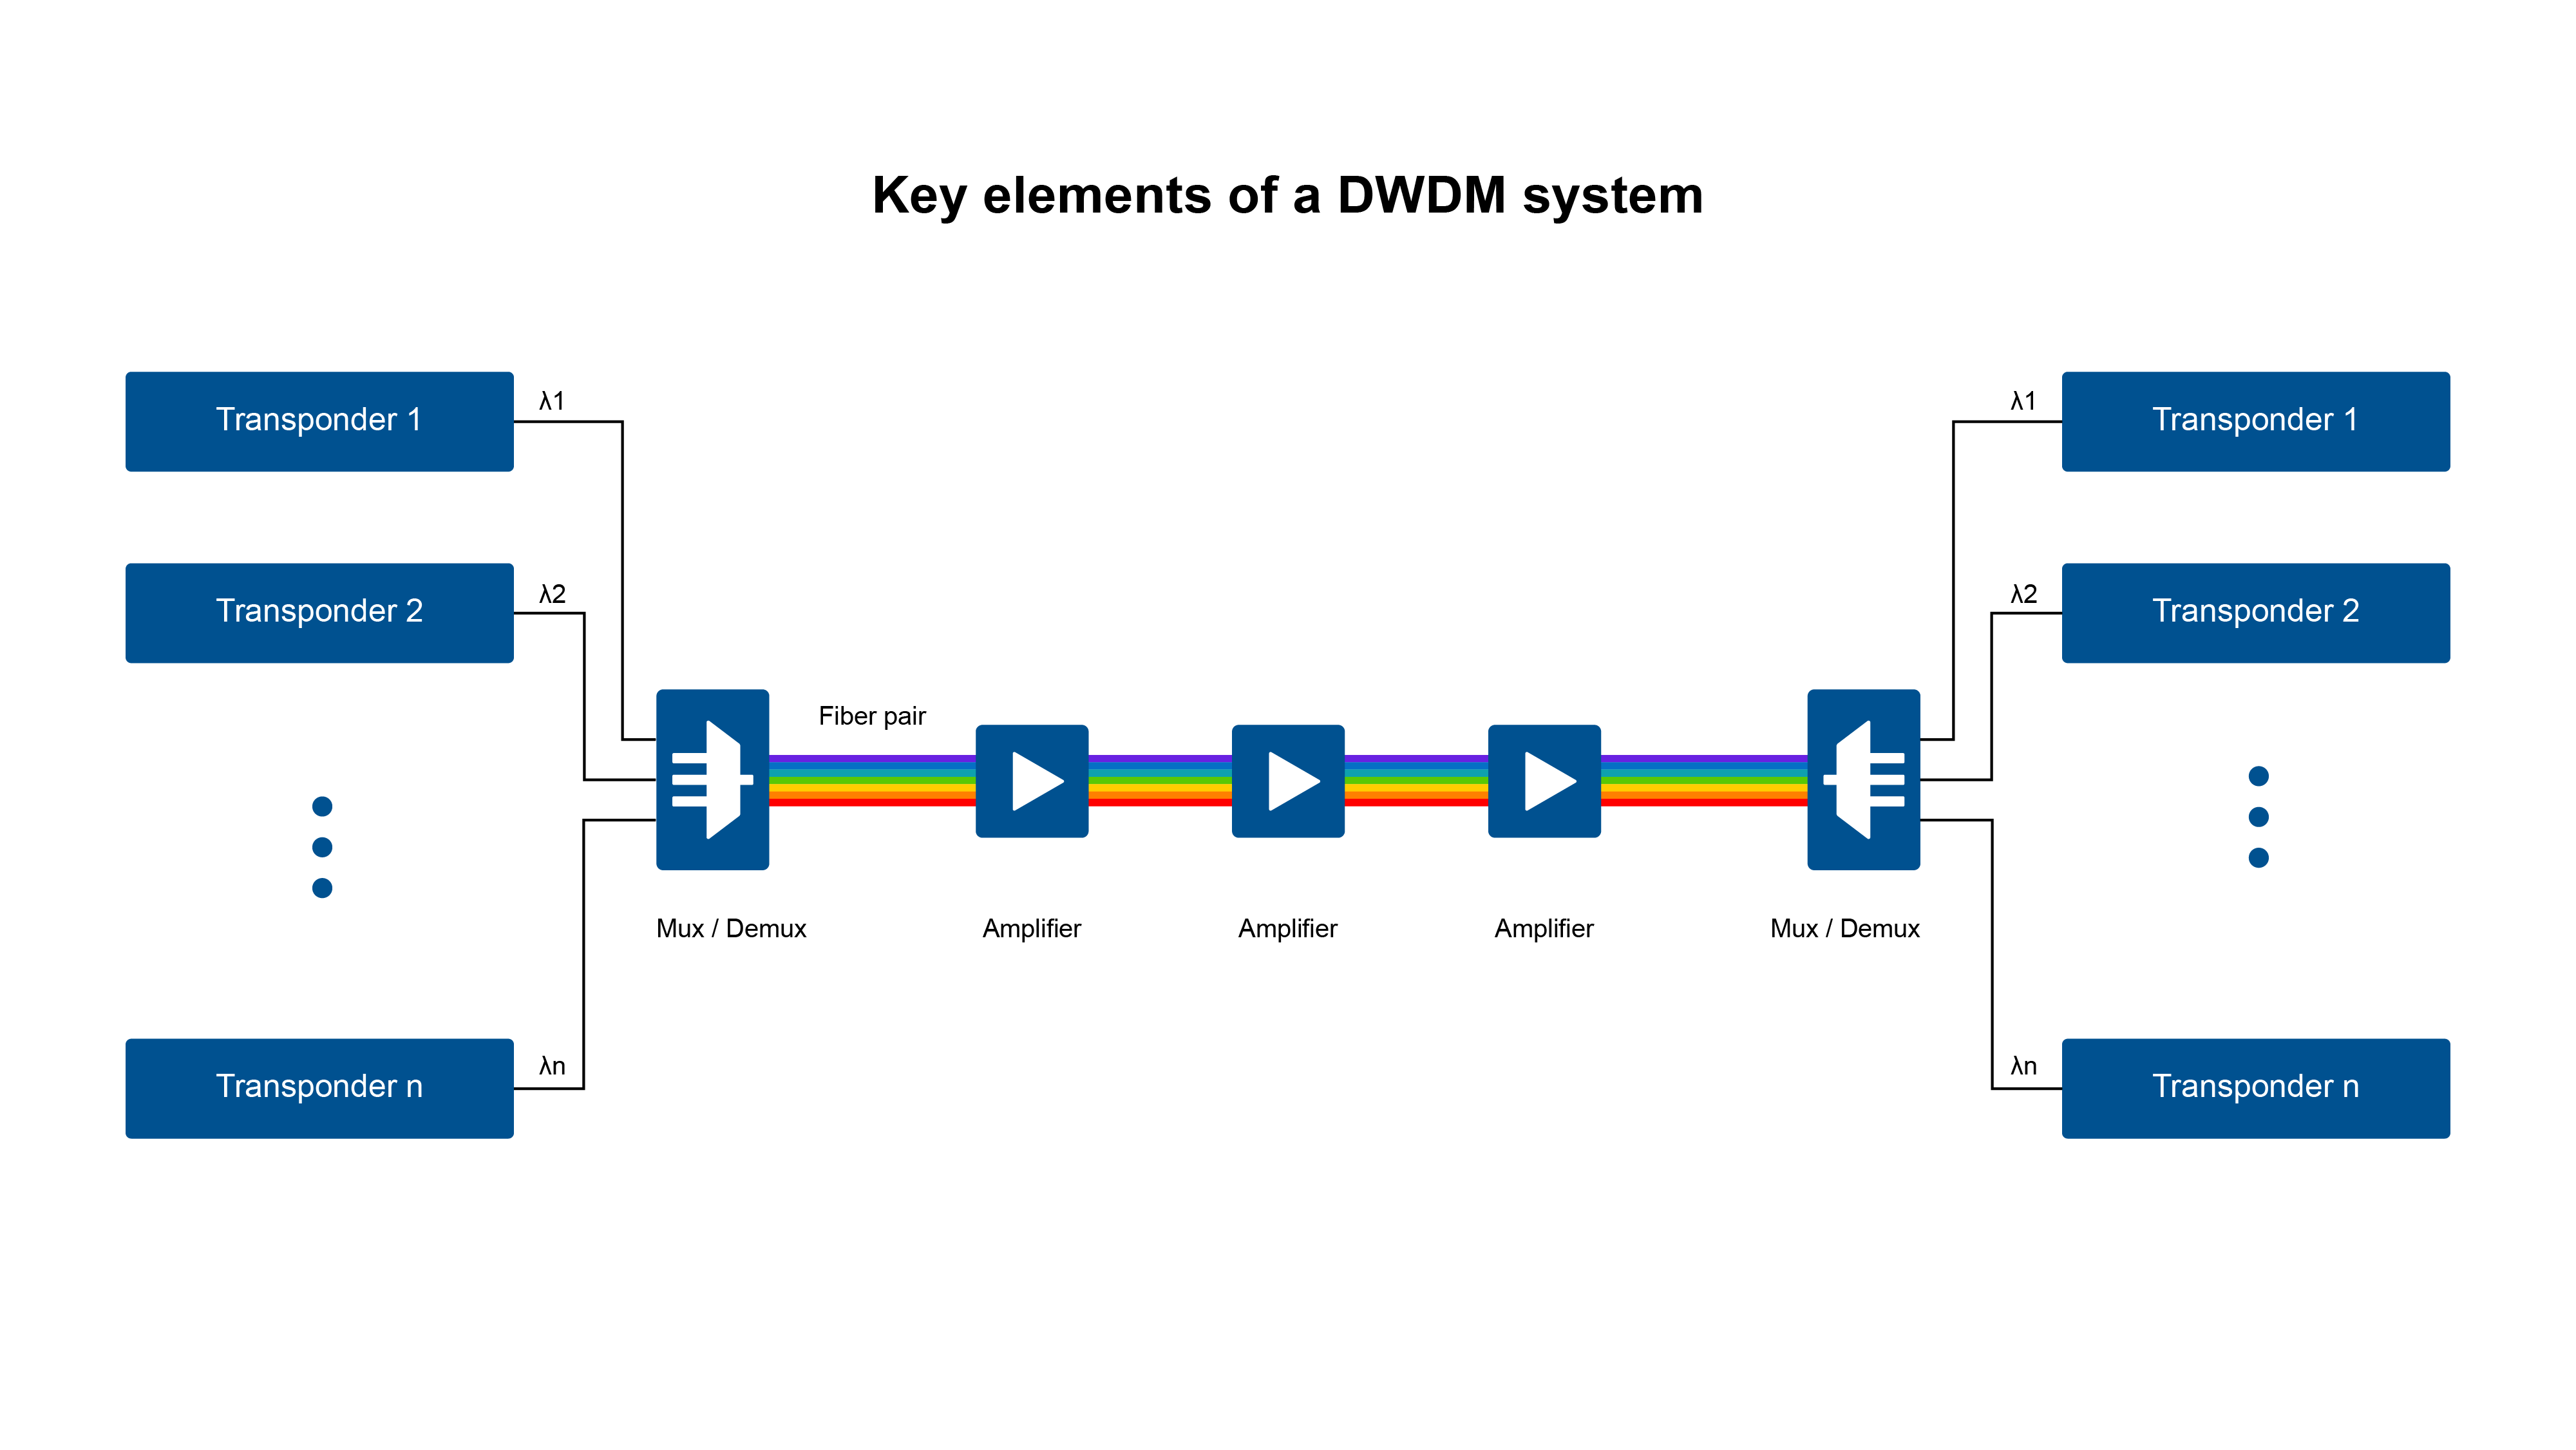 Key elements of a DWDM system
Transponder 1
λ1
λ1
Transponder 1
Transponder 2
λ2
λ2
Transponder 2
Fiber pair
Mux / Demux
Amplifier
Amplifier
Amplifier
Mux / Demux
Transponder n
λn
λn
Transponder n